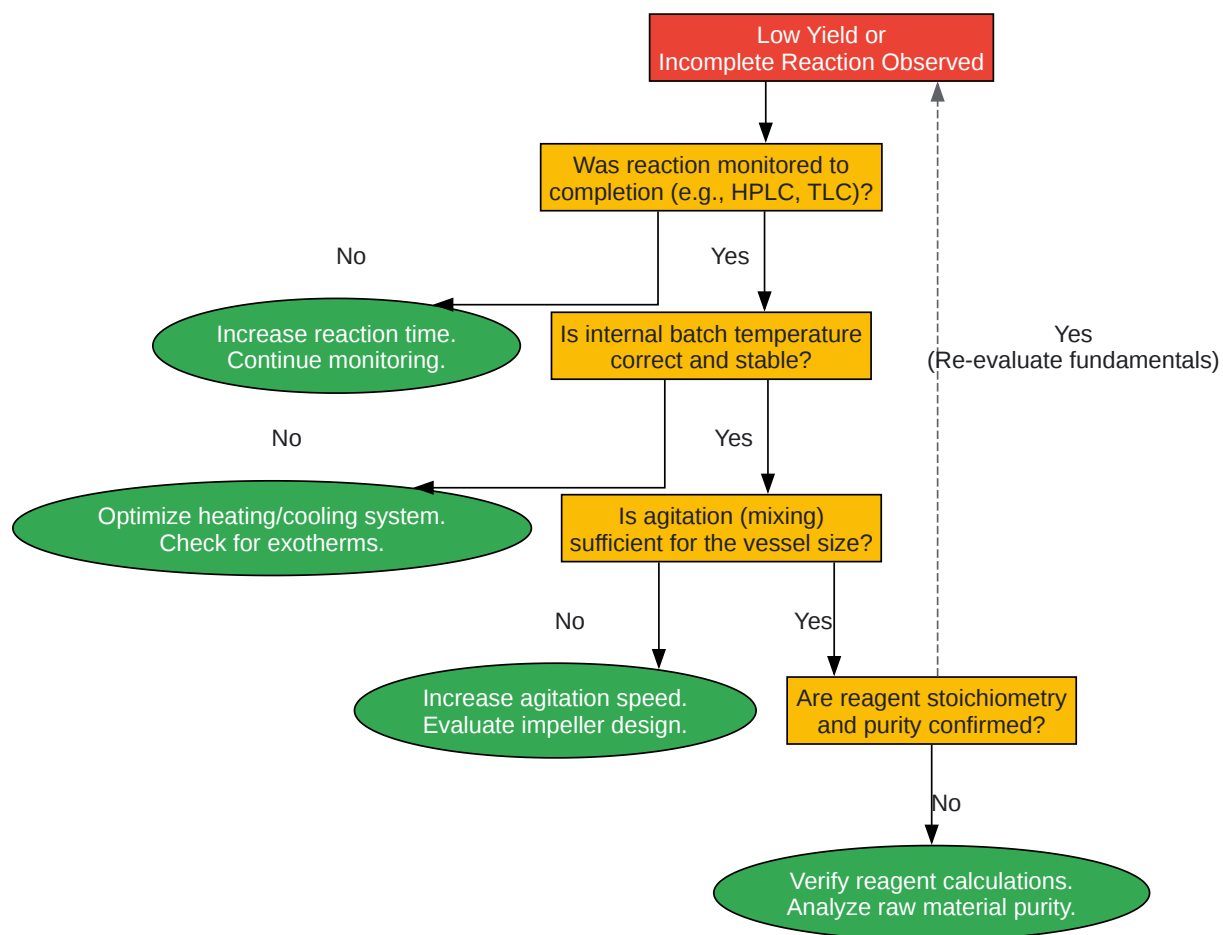 Low Yield or
Incomplete Reaction Observed
Was reaction monitored to
completion (e.g., HPLC, TLC)?
No
Yes
Increase reaction time.
Continue monitoring.
Is internal batch temperature
correct and stable?
Yes
(Re-evaluate fundamentals)
No
Yes
Optimize heating/cooling system.
Check for exotherms.
Is agitation (mixing)
sufficient for the vessel size?
No
Yes
Increase agitation speed.
Evaluate impeller design.
Are reagent stoichiometry
and purity confirmed?
No
Verify reagent calculations.
Analyze raw material purity.